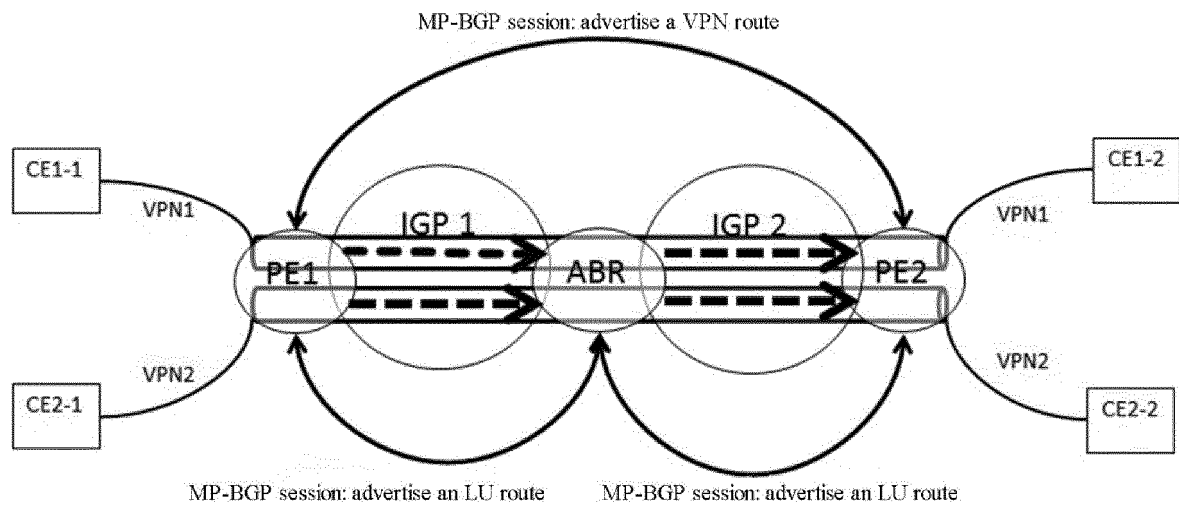 MP-BGP session: advertise a VPN route
CE1-1
CE1-2
VPN1
VPN1
IGP 1
IGP 2
PE1
ABR
PE2
VPN2
VPN2
CE2-1
CE2-2
MP-BGP session: advertise an LU route
MP-BGP session: advertise an LU route